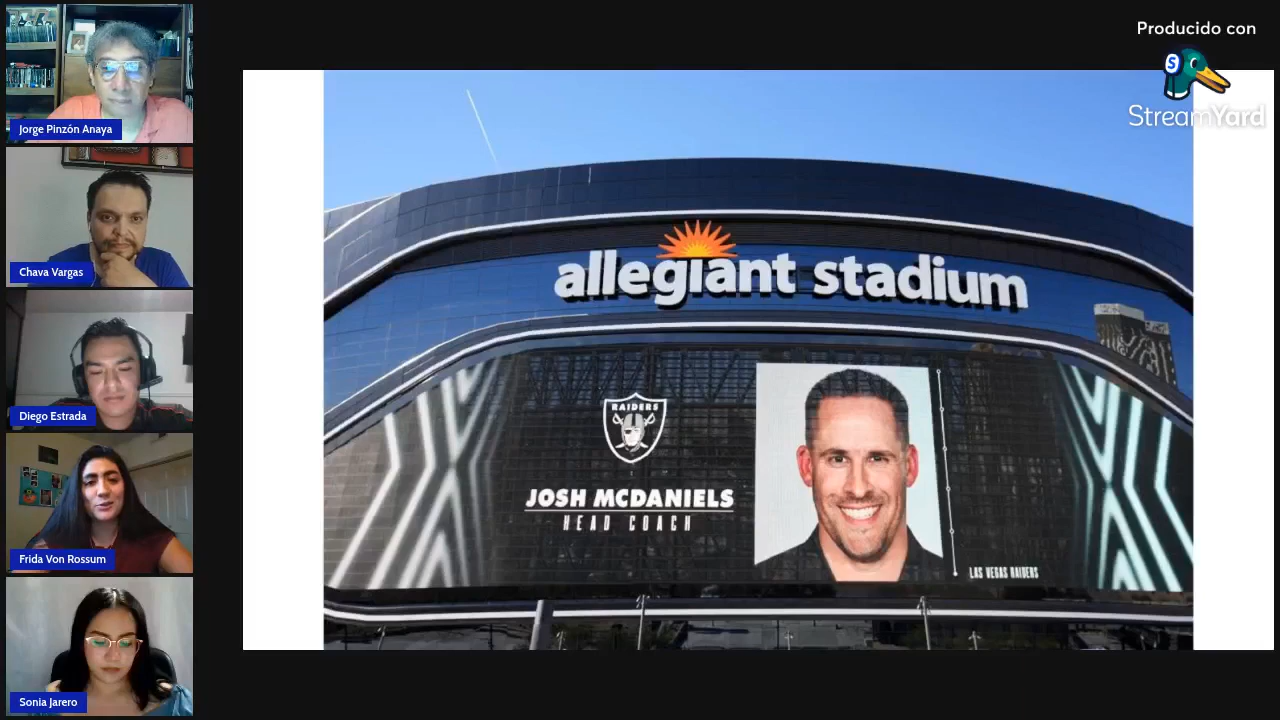 Jorge Pinzón Anaya
Chava Vargas
Diego Estrada
Frida Von Rossum
Sonia Jarero
Producido con
S
StreamYard
allegiant stadium
RAIDERS
JOSH MCDANIELS
HEAD COACH
LAS VEGAS RAIDERS